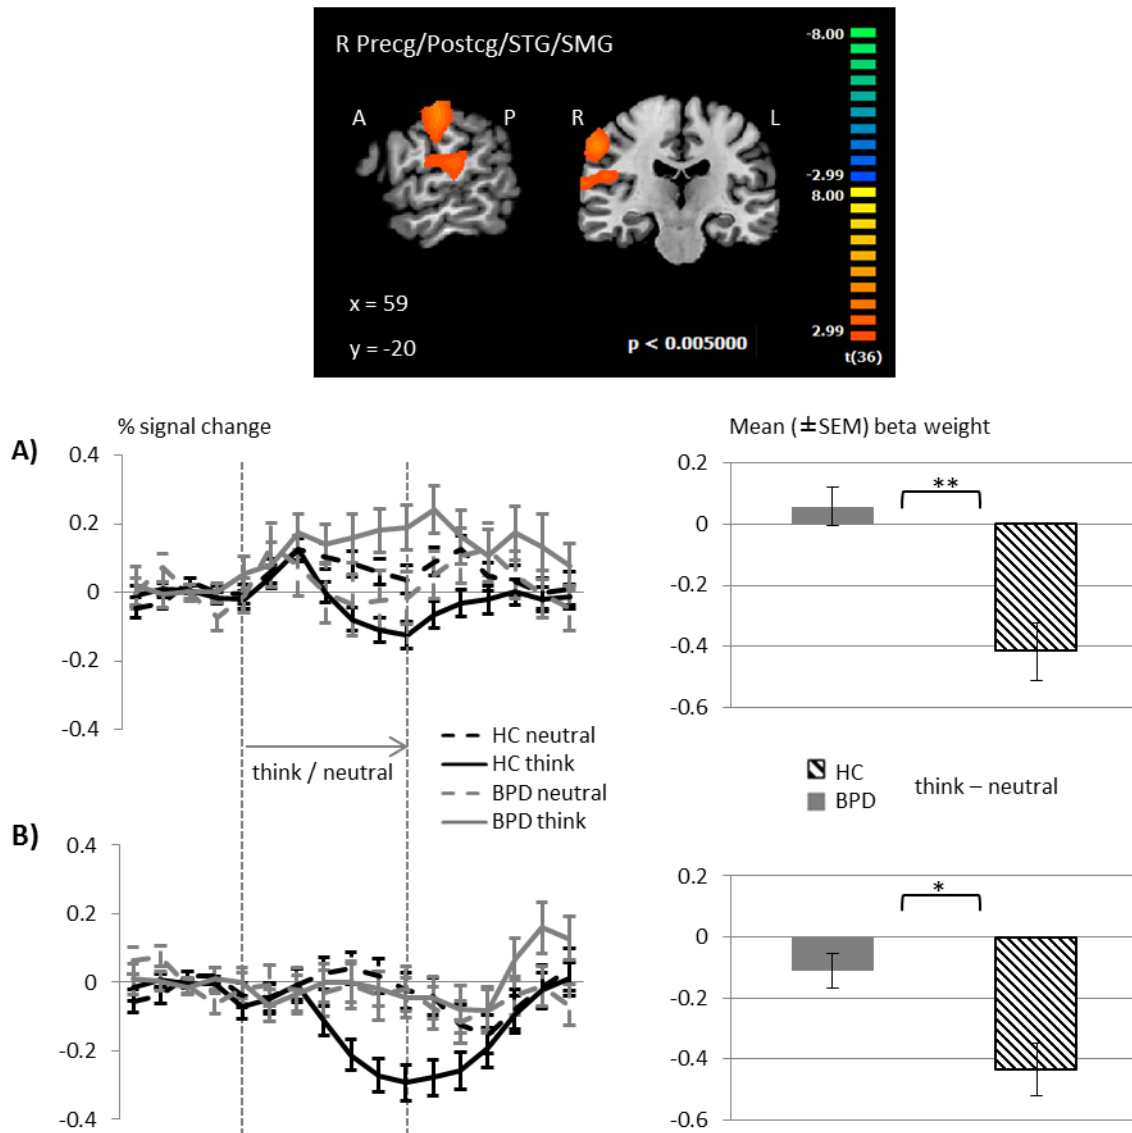 R Precg/Postcg/STG/SMG
-8.00
A P R L
-2.99
8.00
x = 59
y = -20
p < 0.005000
2.99
t(36)
A)
% signal change
0.4
0.2
0
-0.2
-0.4
think / neutral
Mean (±SEM) beta weight
0.2
0
-0.2
-0.4
-0.6
**
HC neutral
HC think
BPD neutral
BPD think
HC
BPD
think – neutral
B)
0.4
0.2
0
-0.2
-0.4
0.2
0
-0.2
-0.4
-0.6
*